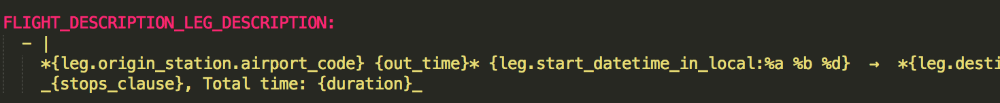 FLIGHT_DESCRIPTION_LEG_DESCRIPTION:
- |
*{leg.origin_station.airport_code} {out_time}* {leg.start_datetime_in_local:%a %b %d}  →  *{leg.desti
_{stops_clause}, Total time: {duration}_